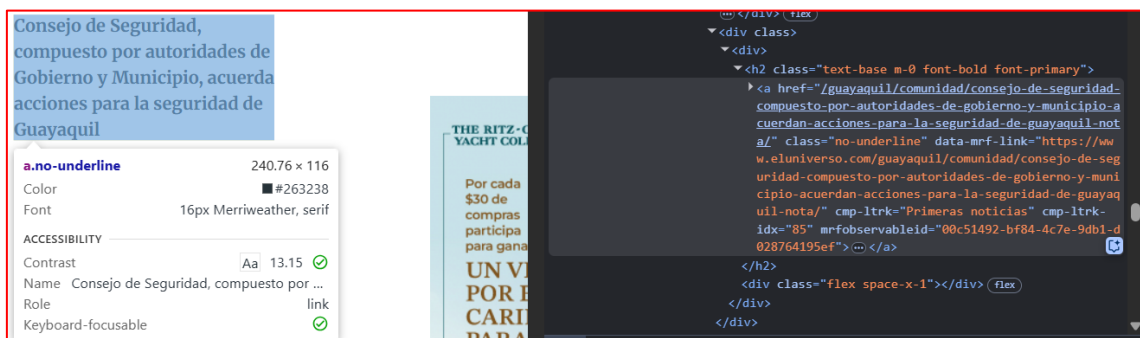 Consejo de Seguridad,
compuesto por autoridades de
Gobierno y Municipio, acuerda
acciones para la seguridad de
Guayaquil
a.no-underline 240.76 × 116
Color #263238
Font 16px Merriweather, serif
ACCESSIBILITY
Contrast Aa 13.15
Name Consejo de Seguridad, compuesto por ...
Role link
Keyboard-focusable
THE RITZ-C
YACHT COL
Por cada
$30 de
compras
participa
para gana
UN VI
POR E
CARI
PARA
</div> flex
<div class>
<div>
<h2 class="text-base m-0 font-bold font-primary">
<a href="/guayaquil/comunidad/consejo-de-seguridad-
compuesto-por-autoridades-de-gobierno-y-municipio-a
cuerdan-acciones-para-la-seguridad-de-guayaquil-not
a/" class="no-underline" data-mrf-link="https://ww
w.eluniverso.com/guayaquil/comunidad/consejo-de-seg
uridad-compuesto-por-autoridades-de-gobierno-y-muni
cipio-acuerdan-acciones-para-la-seguridad-de-guayaq
uil-nota/" cmp-ltrk="Primeras noticias" cmp-ltrk-
idx="85" mrfobservableid="00c51492-bf84-4c7e-9db1-d
028764195ef">⋯</a>
</h2>
<div class="flex space-x-1"></div> flex
</div>
</div>